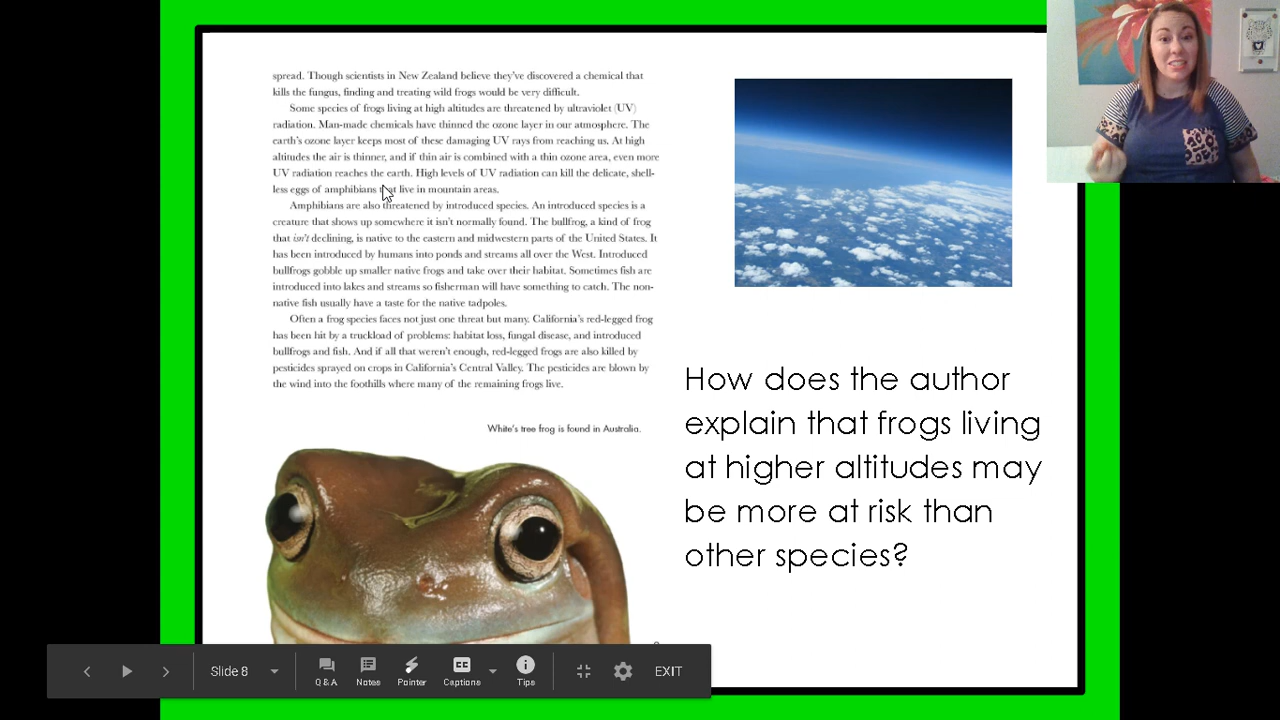 spread. Though scientists in New Zealand believe they've discovered a chemical that
kills the fungus, finding and treating wild frogs would be very difficult.
Some species of frogs living at high altitudes are threatened by ultraviolet (UV)
radiation. Man-made chemicals have thinned the ozone layer in our atmosphere. The
earth's ozone layer keeps most of these damaging UV rays from reaching us. At high
altitudes the air is thinner, and if thin air is combined with a thin ozone area, even more
UV radiation reaches the earth. High levels of UV radiation can kill the delicate, shell-
less eggs of amphibians that live in mountain areas.
Amphibians are also threatened by introduced species. An introduced species is a
creature that shows up somewhere it isn't normally found. The bullfrog, a kind of frog
that isn't declining, is native to the eastern and midwestern parts of the United States. It
has been introduced by humans into ponds and streams all over the West. Introduced
bullfrogs gobble up smaller native frogs and take over their habitat. Sometimes fish are
introduced into lakes and streams so fisherman will have something to catch. The non-
native fish usually have a taste for the native tadpoles.
Often a frog species faces not just one threat but many. California's red-legged frog
has been hit by a truckload of problems: habitat loss, fungal disease, and introduced
bullfrogs and fish. And if all that weren't enough, red-legged frogs are also killed by
pesticides sprayed on crops in California's Central Valley. The pesticides are blown by
the wind into the foothills where many of the remaining frogs live.
White's tree frog is found in Australia.
How does the author
explain that frogs living
at higher altitudes may
be more at risk than
other species?
Slide 8
Q & A
Notes
Pointer
CC
Captions
Tips
EXIT